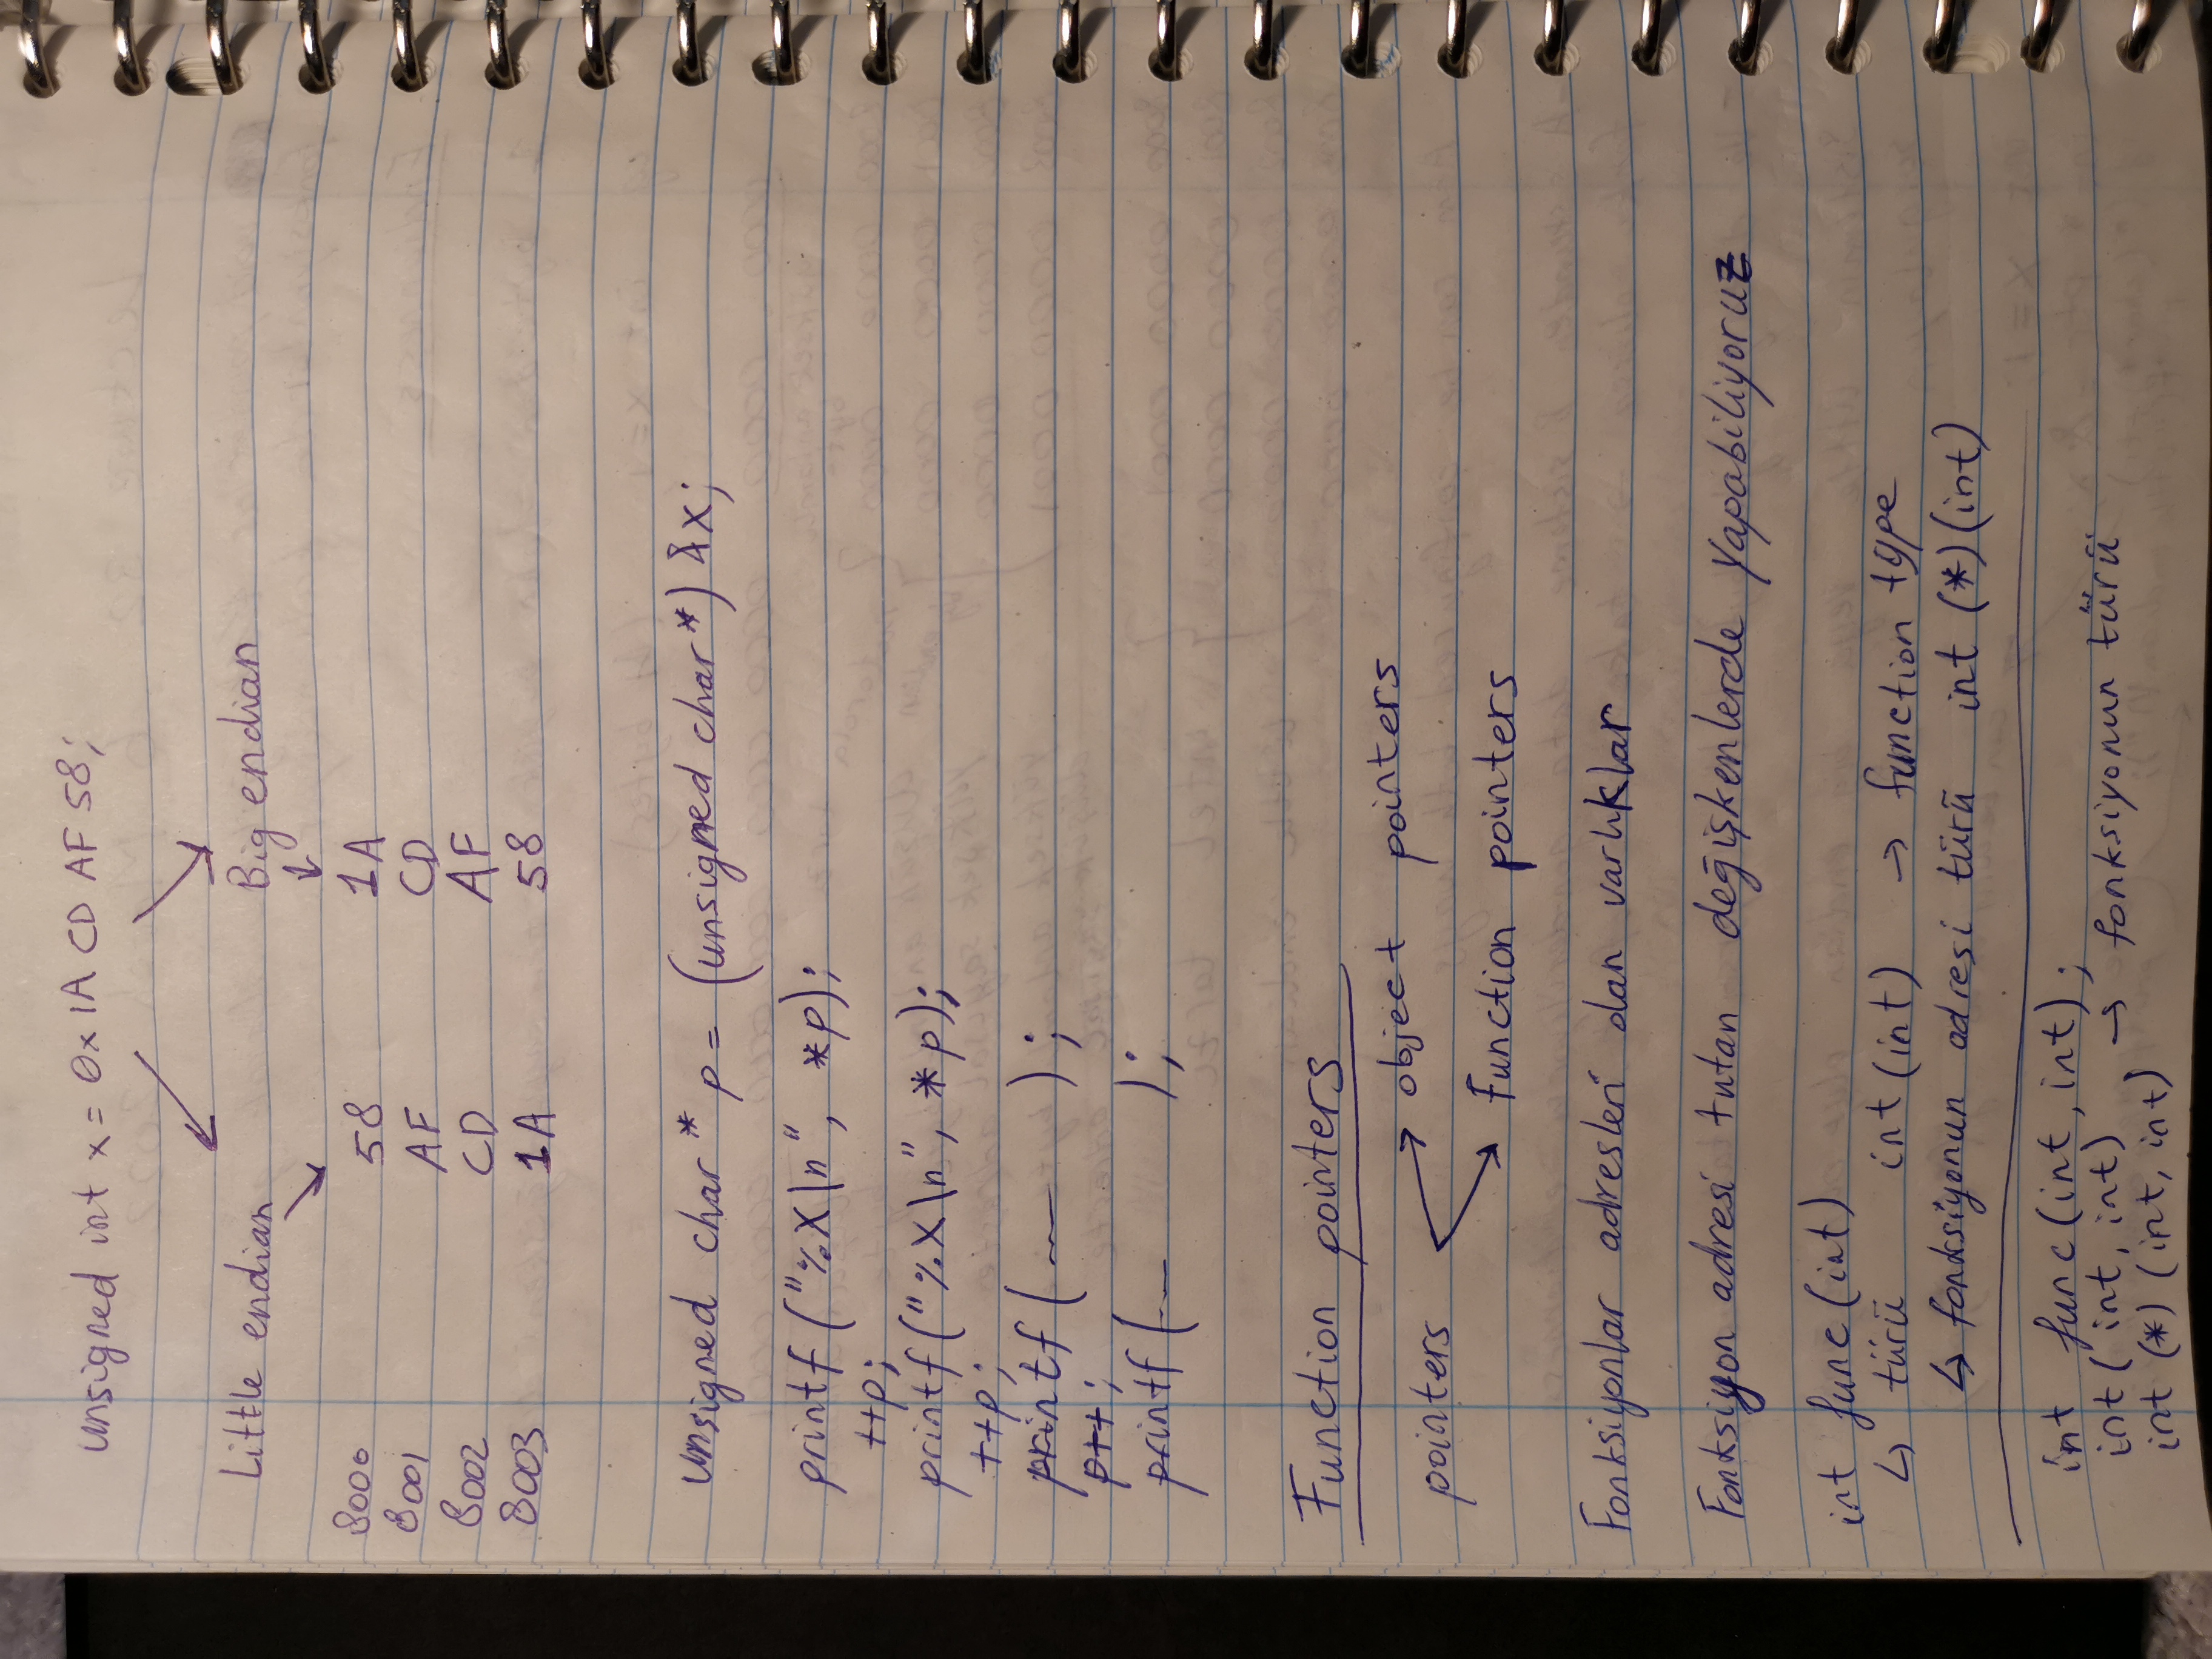 unsigned int x = 0x 1A CD AF 58;
Little endian Big endian
8000 58 1A
8001 AF CD
8002 CD AF
8003 1A 58
unsigned char* p = (unsigned char*) &x;
printf ("%X\n", *p);
++p;
printf("%X\n", *p);
++p;
printf ( — );
p++;
printf ( — );
Function pointers
pointers → object pointers
→ Function pointers
Fonksiyonlar adresleri olan varlıklar
Fonksiyon adresi tutan değişkenlerde yapabiliyoruz
int func(int)
↳ türü int(int) → function type
↳ fonksiyonun adresi türü int (*)(int)
int func(int, int);
int( int, int) → fonksiyonun türü
int (*) (int, int)